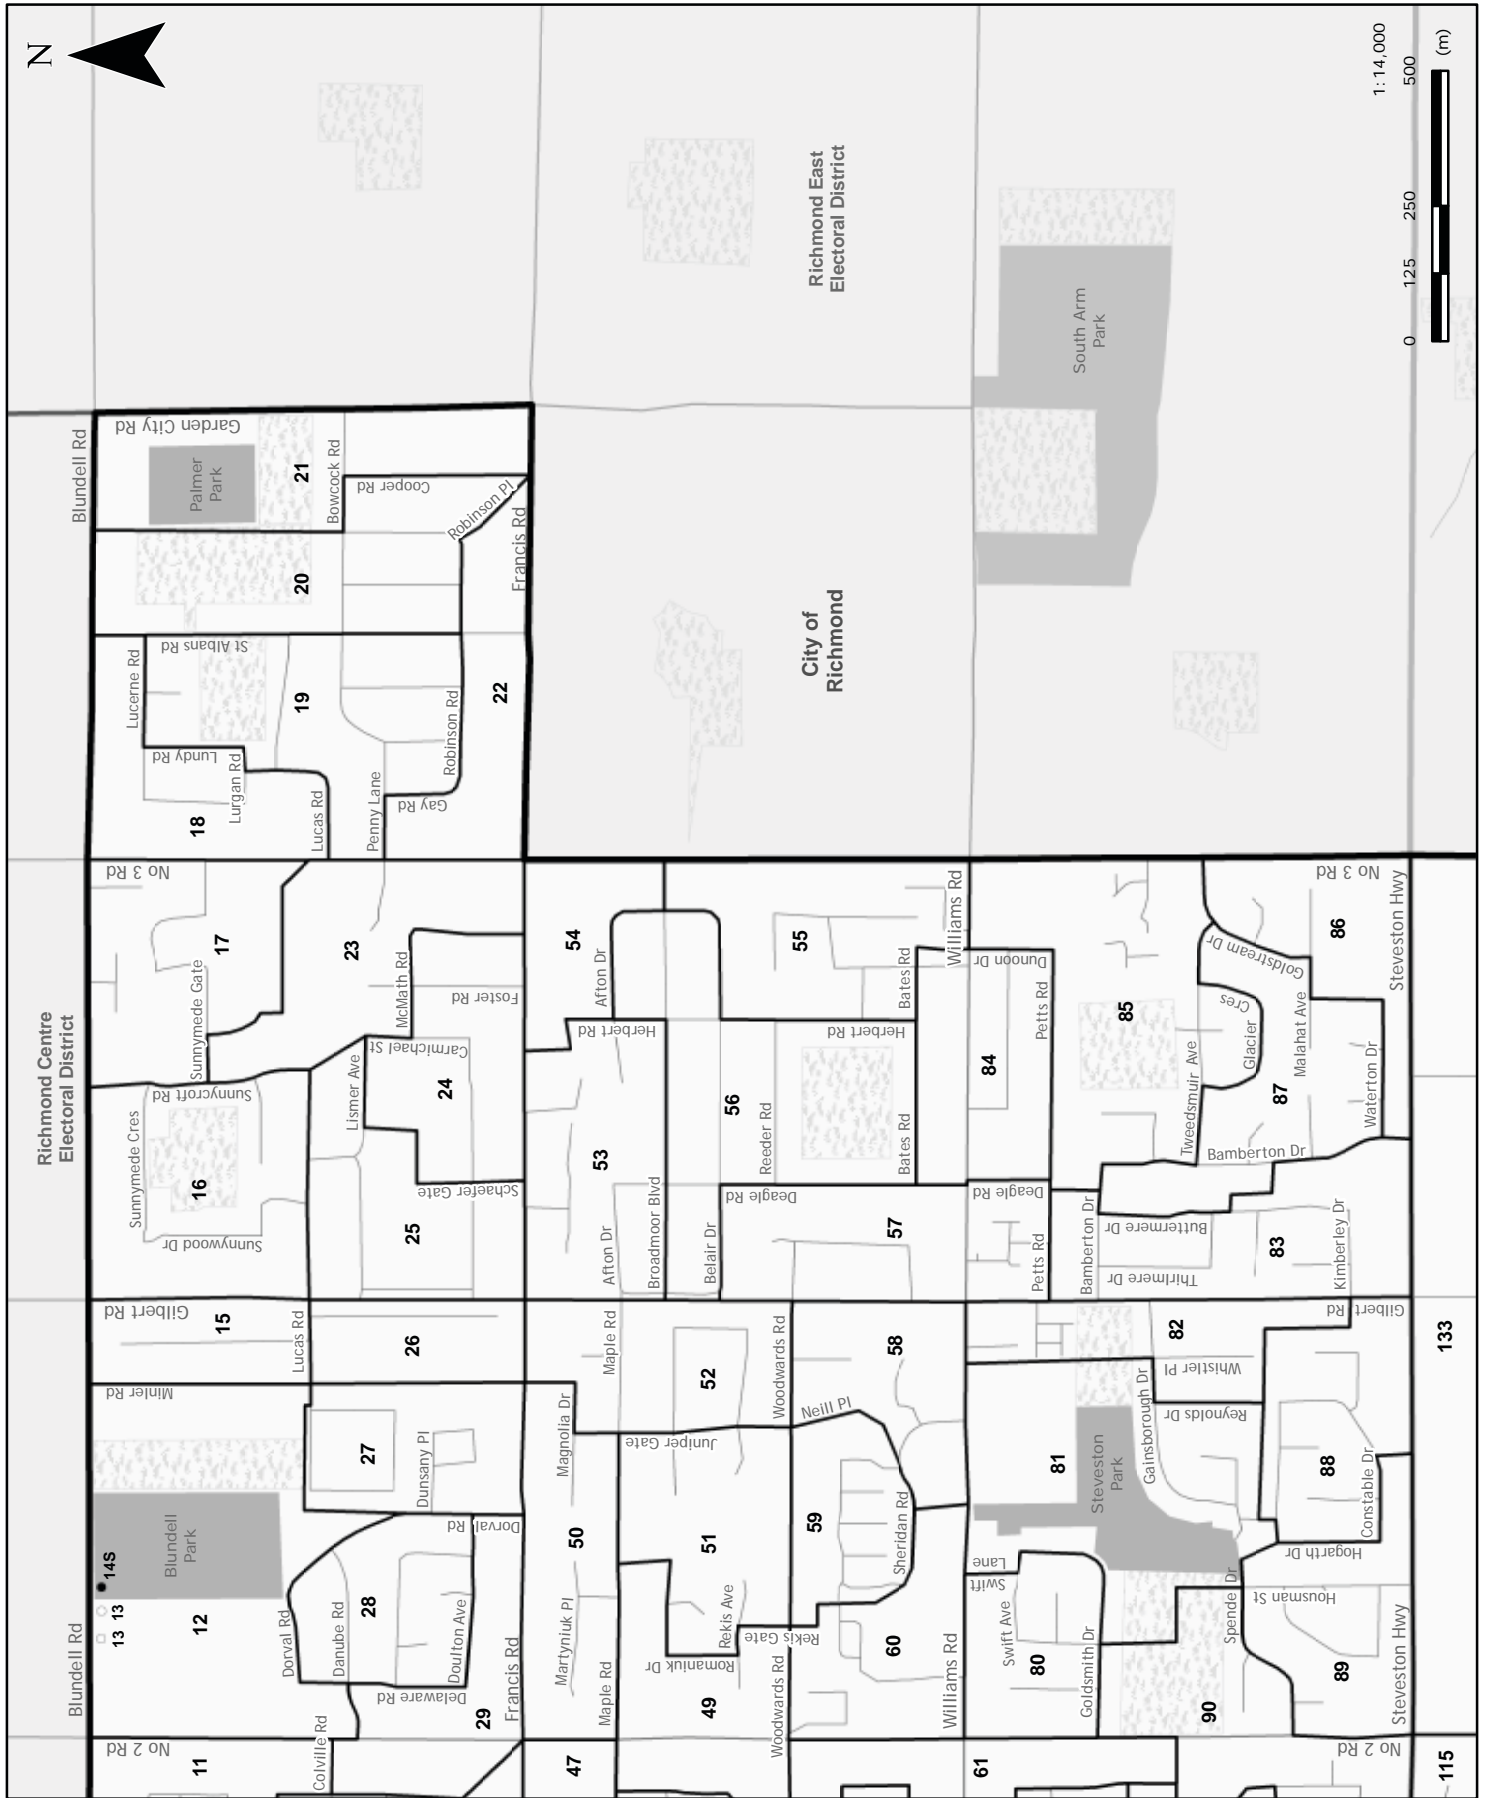 N
1:14,000
0
125
250
500
(m)
Richmond Centre
Electoral District
Richmond East
Electoral District
City of
Richmond
South Arm
Park
Blundell Rd
Garden City Rd
Palmer
Park
21
Bowcock Rd
Cooper Rd
Robinson Pl
Francis Rd
20
St Albans Rd
Lucerne Rd
19
22
Lundy Rd
Lurgan Rd
Robinson Rd
Gay Rd
Penny Lane
Lucas Rd
18
No 3 Rd
17
Sunnymede Gate
23
McMath Rd
Foster Rd
Carmichael St
Lismer Ave
24
Sunnycroft Rd
Sunnymede Cres
16
Sunnywood Dr
Schaefer Gate
25
54
Afton Dr
Herbert Rd
55
Bates Rd
Herbert Rd
Williams Rd
Dunoon Dr
Petts Rd
84
85
Goldstream Dr
86
No 3 Rd
Steveston Hwy
Cres
Glacier
Malahat Ave
Tweedsmuir Ave
87
Waterton Dr
Bamberton Dr
53
56
Reeder Rd
Bates Rd
Broadmoor Blvd
Afton Dr
Belair Dr
Deagle Rd
57
Deagle Rd
Petts Rd
Bamberton Dr
Buttermere Dr
Thirlmere Dr
83
Kimberley Dr
Gilbert Rd
15
Lucas Rd
26
Minler Rd
Maple Rd
52
Woodwards Rd
58
82
Whistler Pl
Gilbert Rd
133
27
Dunsany Pl
Magnolia Dr
Juniper Gate
Neill Pl
81
Steveston
Park
Gainsborough Dr
Reynolds Dr
88
Constable Dr
Hogarth Dr
Blundell
Park
14S
13
13
12
Dorval Rd
Dorval Rd
Danube Rd
28
Doulton Ave
Delaware Rd
29
Francis Rd
50
Martyniuk Pl
Maple Rd
51
Rekis Ave
Rekis Gate
Romaniuk Dr
49
Woodwards Rd
59
Sheridan Rd
60
Williams Rd
Swift
Lane
Swift Ave
80
Goldsmith Dr
Spender Dr
Housman St
89
90
Steveston Hwy
Blundell Rd
No 2 Rd
11
Colville Rd
47
61
No 2 Rd
115